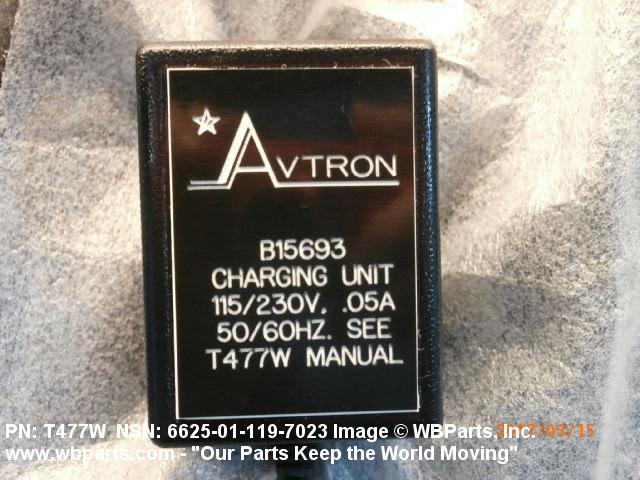 AVTRON
B15693
CHARGING UNIT
115/230V, .05A
50/60HZ. SEE
T477W MANUAL
PN: T477W NSN: 6625-01-119-7023 Image © WBParts, Inc.
www.wbparts.com - "Our Parts Keep the World Moving"